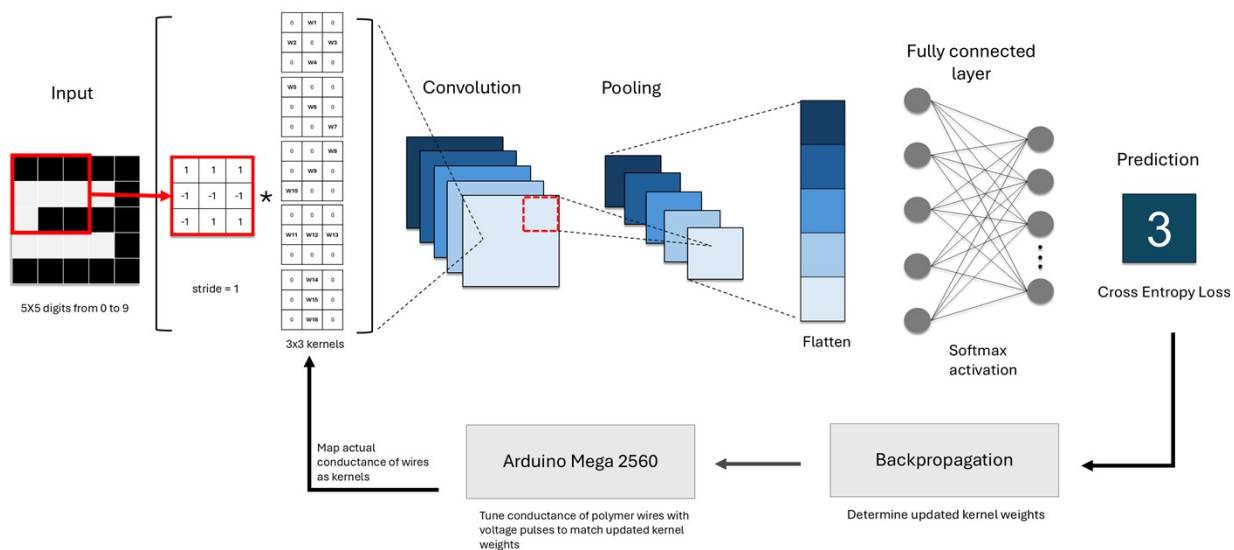 Input
5X5 digits from 0 to 9
1 1 1
-1 -1 -1
-1 1 1
*
stride = 1
0 W1 0
W2 0 W3
0 W4 0
W5 0 0
0 W6 0
0 0 W7
0 0 W8
0 W9 0
W10 0 0
0 0 0
W11 W12 W13
0 0 0
0 W14 0
0 W15 0
0 W16 0
3x3 kernels
Convolution
Pooling
Flatten
Fully connected
layer
Softmax
activation
Prediction
3
Cross Entropy Loss
Map actual
conductance of wires
as kernels
Arduino Mega 2560
Tune conductance of polymer wires with
voltage pulses to match updated kernel
weights
Backpropagation
Determine updated kernel weights